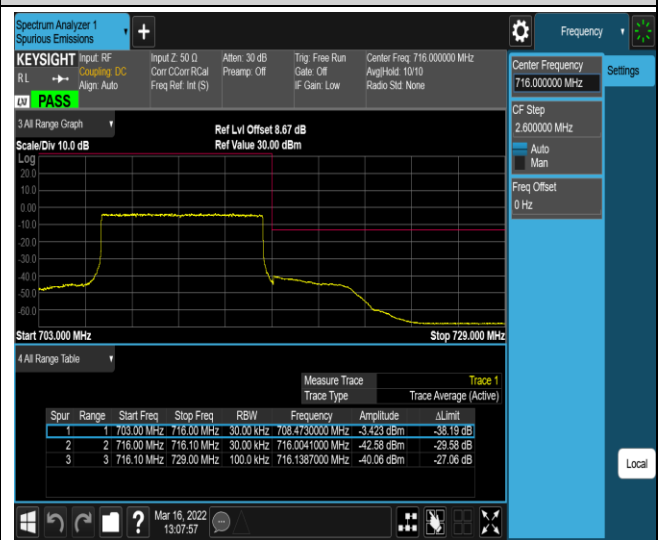 Spectrum Analyzer 1
Spurious Emissions
Frequency
KEYSIGHT Input: RF
RL Coupling: DC
Align: Auto
Input Z: 50 Ω
Corr CCorr RCal
Freq Ref: Int (S)
Atten: 30 dB
Preamp: Off
Trig: Free Run
Gate: Off
IF Gain: Low
Center Freq: 716.000000 MHz
Avg|Hold: 10/10
Radio Std: None
LXI PASS
3 All Range Graph
Ref Lvl Offset 8.67 dB
Scale/Div 10.0 dB Ref Value 30.00 dBm
Log
20.0
10.0
0.00
-10.0
-20.0
-30.0
-40.0
-50.0
-60.0
Start 703.000 MHz Stop 729.000 MHz
4 All Range Table
Measure Trace Trace 1
Trace Type Trace Average (Active)
Spur Range Start Freq Stop Freq RBW Frequency Amplitude ΔLimit
1 1 703.00 MHz 716.00 MHz 30.00 kHz 708.4730000 MHz -3.423 dBm -38.19 dB
2 2 716.00 MHz 716.10 MHz 30.00 kHz 716.0041000 MHz -42.58 dBm -29.58 dB
3 3 716.10 MHz 729.00 MHz 100.0 kHz 716.1387000 MHz -40.06 dBm -27.06 dB
Mar 16, 2022
13:07:57
Center Frequency
716.000000 MHz
Settings
CF Step
2.600000 MHz
Auto
Man
Freq Offset
0 Hz
Local